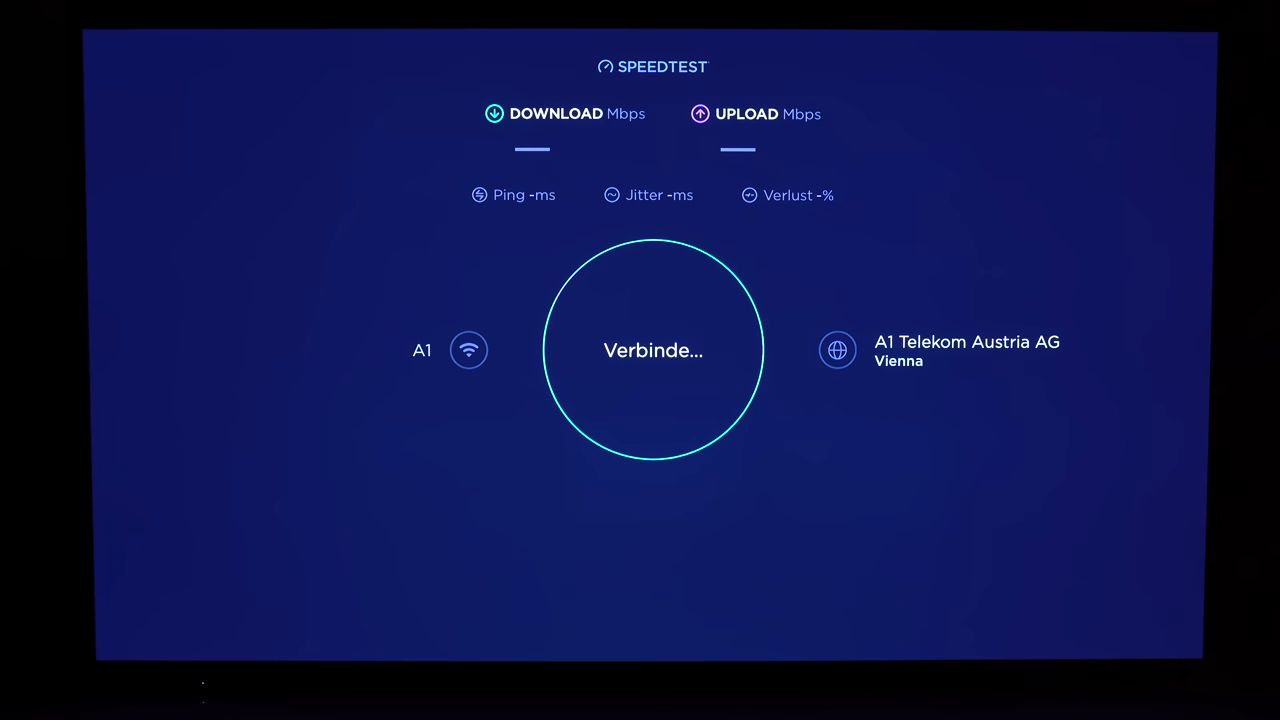 SPEEDTEST
DOWNLOAD Mbps
UPLOAD Mbps
Ping -ms
Jitter -ms
Verlust -%
A1
Verbinde...
A1 Telekom Austria AG
Vienna